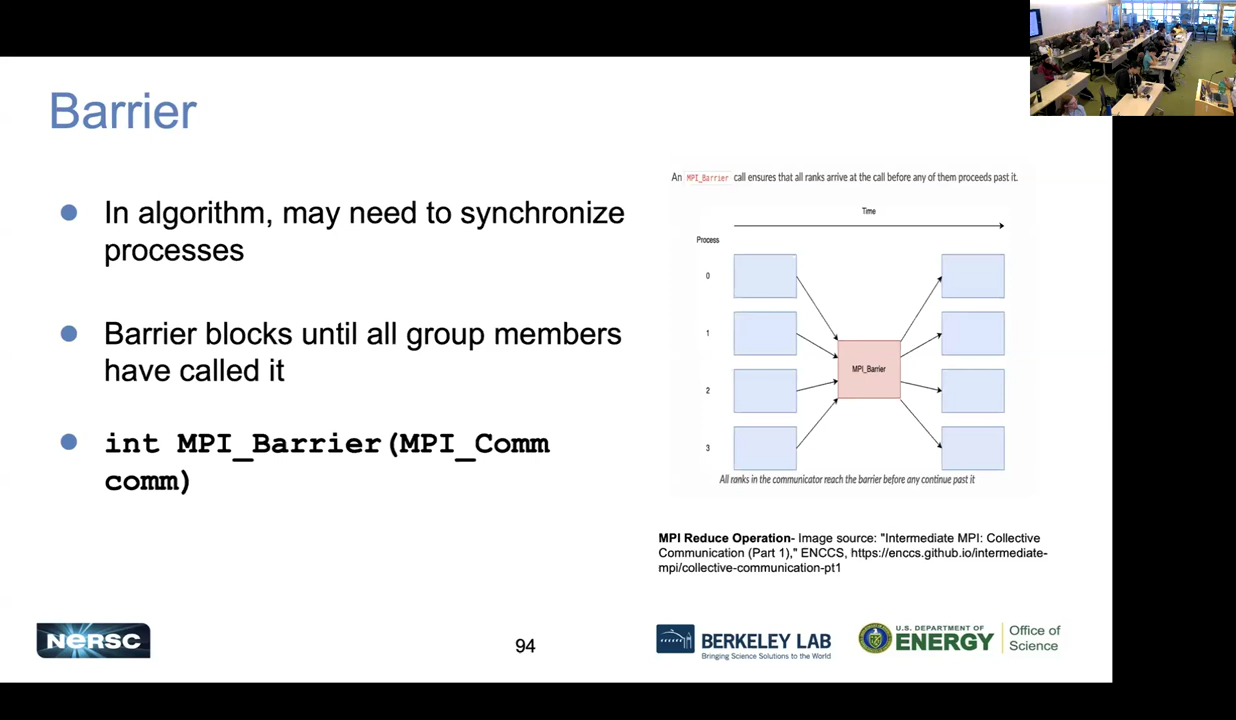 Barrier
In algorithm, may need to synchronize
processes
Barrier blocks until all group members
have called it
int MPI_Barrier(MPI_Comm
comm)
An MPI_Barrier call ensures that all ranks arrive at the call before any of them proceeds past it.
Time
Process
0
1
2
3
MPI_Barrier
All ranks in the communicator reach the barrier before any continue past it
MPI Reduce Operation- Image source: "Intermediate MPI: Collective
Communication (Part 1)," ENCCS, https://enccs.github.io/intermediate-
mpi/collective-communication-pt1
NERSC
94
BERKELEY LAB
Bringing Science Solutions to the World
U.S. DEPARTMENT OF
ENERGY
Office of
Science